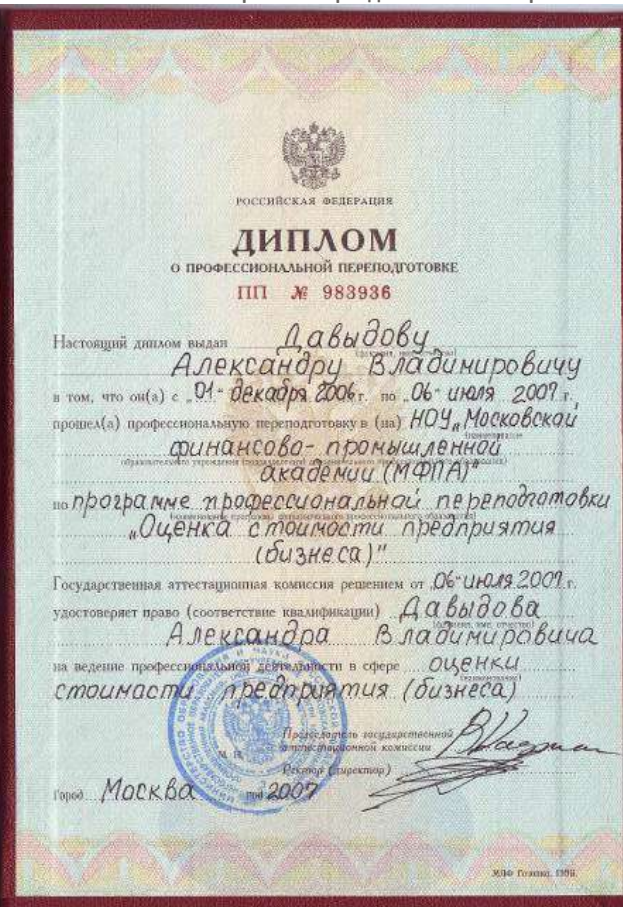 РОССИЙСКАЯ ФЕДЕРАЦИЯ
ДИПЛОМ
О ПРОФЕССИОНАЛЬНОЙ ПЕРЕПОДГОТОВКЕ
ПП № 983936
Настоящий диплом выдан Давыдову
Александру Владимировичу
в том, что он(а) с „01" декабря 2006 г. по „06" июля 2007 г.
прошел(а) профессиональную переподготовку в (на) НОУ „Московской
финансово-промышленной
академии (МФПА)"
по программе профессиональной переподготовки
„Оценка стоимости предприятия
(бизнеса)"
Государственная аттестационная комиссия решением от „06" июля 2007 г.
удостоверяет право (соответствие квалификации) Давыдова
(фамилия, имя, отчество)
Александра Владимировича
на ведение профессиональной деятельности в сфере оценки
(наименование)
стоимости предприятия (бизнеса)
Председатель государственной
аттестационной комиссии
Ректор (директор)
М. П.
Город Москва год 2007